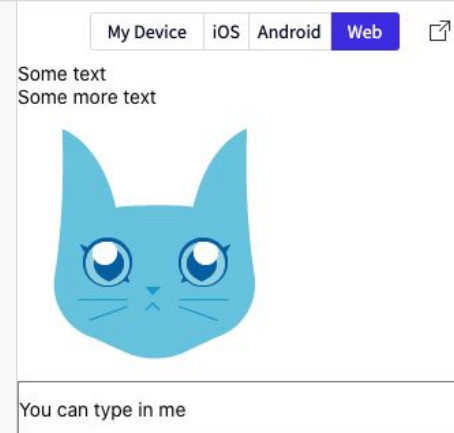 My Device iOS Android Web
Some text
Some more text
You can type in me